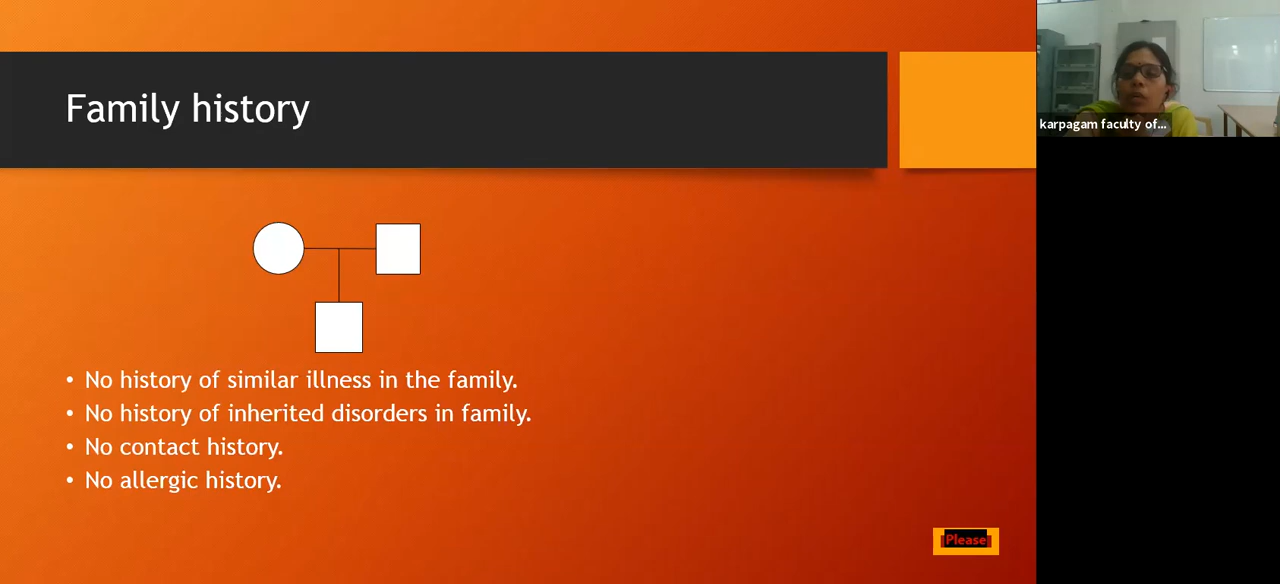 Family history
karpagam faculty of...
• No history of similar illness in the family.
• No history of inherited disorders in family.
• No contact history.
• No allergic history.
Please